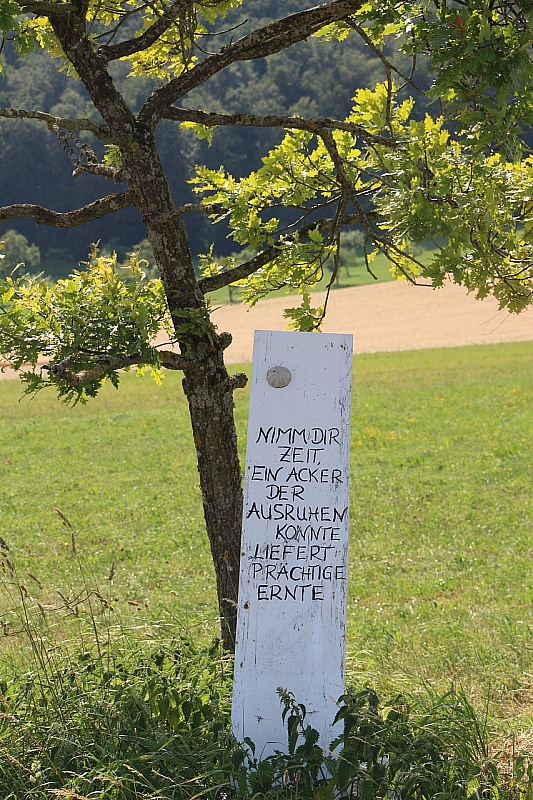 NIMM DIR
ZEIT,
EIN ACKER
DER
AUSRUHEN
KONNTE
LIEFERT
PRÄCHTIGE
ERNTE